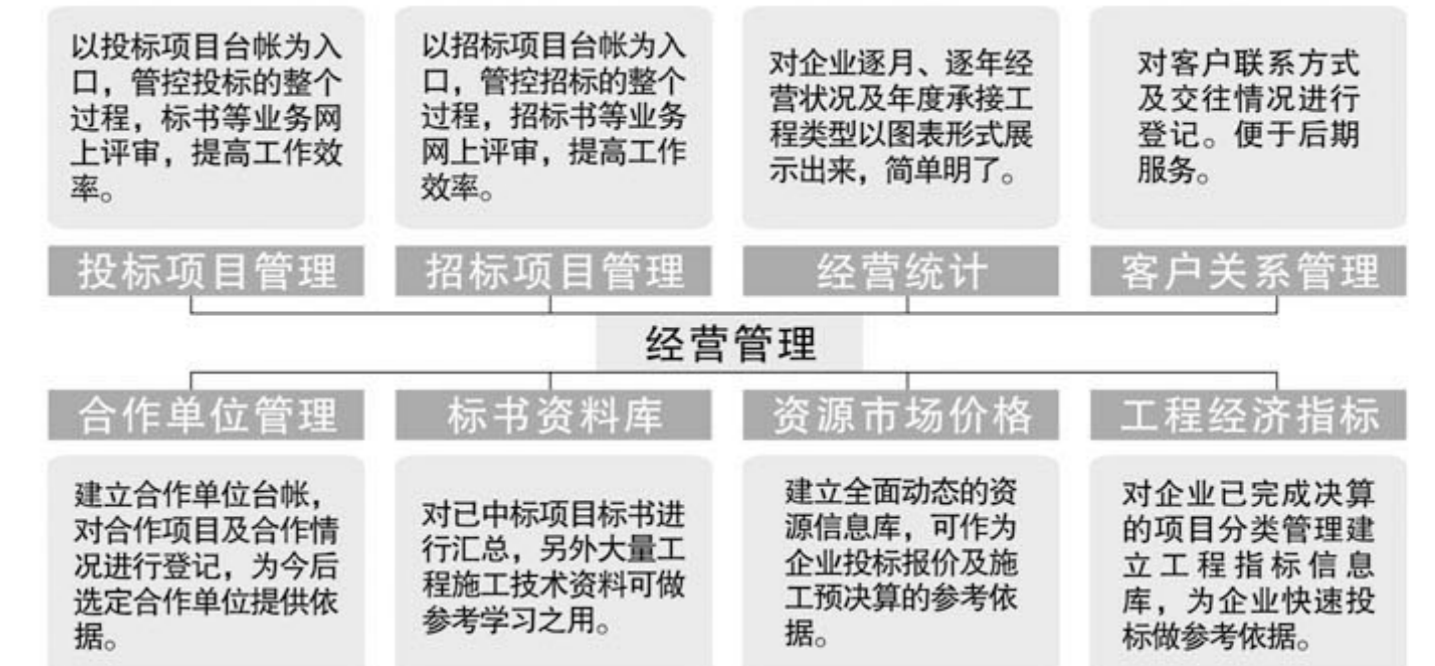 以投标项目台帐为入
口，管控投标的整个
过程，标书等业务网
上评审，提高工作效
率。
以招标项目台帐为入
口，管控招标的整个
过程，招标书等业务
网上评审，提高工作
效率。
对企业逐月、逐年经
营状况及年度承接工
程类型以图表形式展
示出来，简单明了。
对客户联系方式
及交往情况进行
登记。便于后期
服务。
投标项目管理
招标项目管理
经营统计
客户关系管理
经营管理
合作单位管理
标书资料库
资源市场价格
工程经济指标
建立合作单位台帐，
对合作项目及合作情
况进行登记，为今后
选定合作单位提供依
据。
对已中标项目标书进
行汇总，另外大量工
程施工技术资料可做
参考学习之用。
建立全面动态的资
源信息库，可作为
企业投标报价及施
工预决算的参考依
据。
对企业已完成决算
的项目分类管理建
立工程指标信息
库，为企业快速投
标做参考依据。